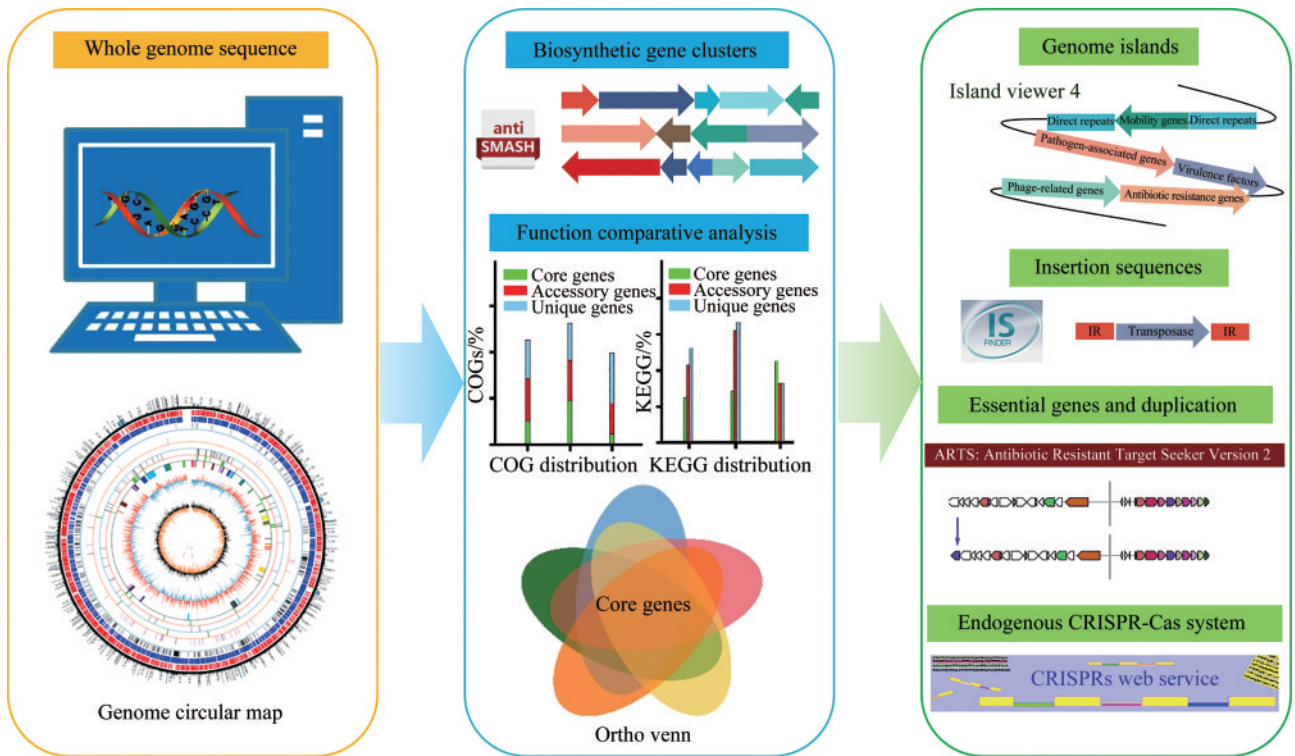 Whole genome sequence
Genome circular map
Biosynthetic gene clusters
anti
SMASH
Function comparative analysis
Core genes
Accessory genes
Unique genes
COGs/%
COG distribution
Core genes
Accessory genes
Unique genes
KEGG/%
KEGG distribution
Core genes
Ortho venn
Genome islands
Island viewer 4
Direct repeats Mobility genes Direct repeats
Pathogen-associated genes
Virulence factors
Phage-related genes
Antibiotic resistance genes
Insertion sequences
IS
FINDER
IR Transposase IR
Essential genes and duplication
ARTS: Antibiotic Resistant Target Seeker Version 2
Endogenous CRISPR-Cas system
CRISPRs web service